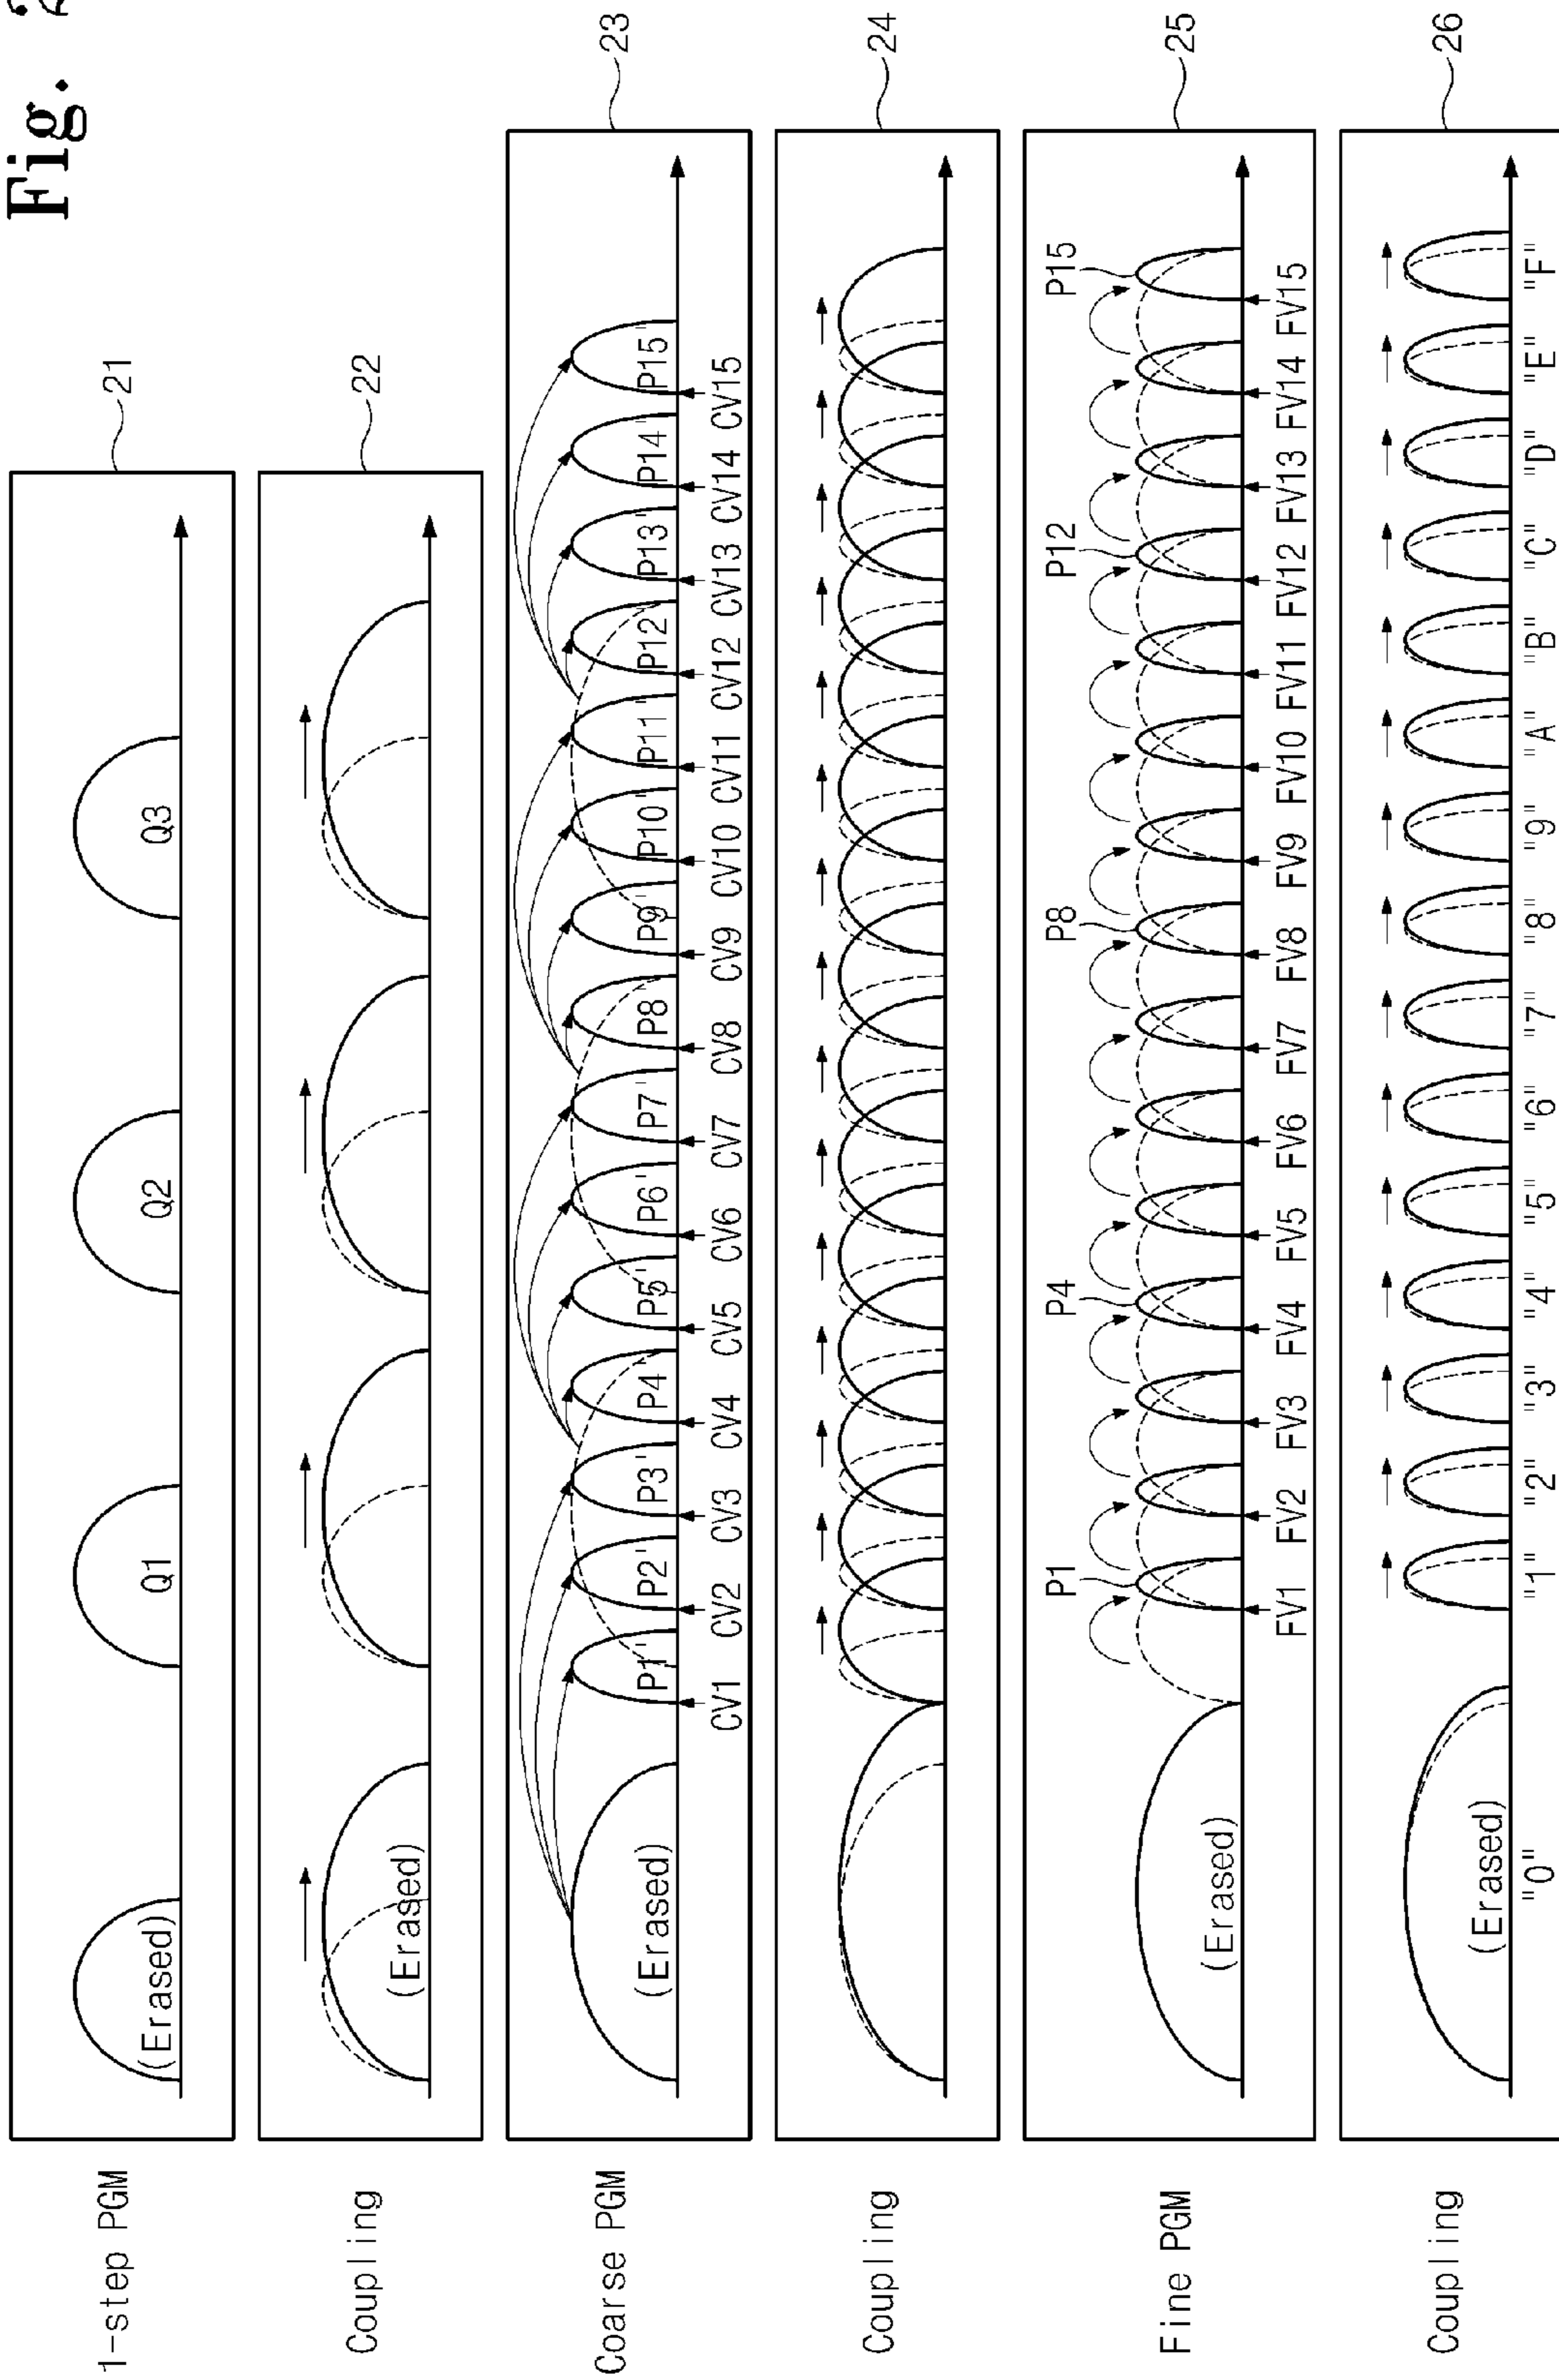 Fig. 2
1-step PGM
(Erased) Q1 Q2 Q3
21
Coupling
(Erased)
22
Coarse PGM
(Erased) P1' P2' P3' P4' P5' P6' P7' P8' P9' P10' P11' P12' P13' P14' P15'
CV1 CV2 CV3 CV4 CV5 CV6 CV7 CV8 CV9 CV10 CV11 CV12 CV13 CV14 CV15
23
Coupling
24
Fine PGM
P1 P4 P8 P12 P15
(Erased)
FV1 FV2 FV3 FV4 FV5 FV6 FV7 FV8 FV9 FV10 FV11 FV12 FV13 FV14 FV15
25
Coupling
(Erased)
"0" "1" "2" "3" "4" "5" "6" "7" "8" "9" "A" "B" "C" "D" "E" "F"
26